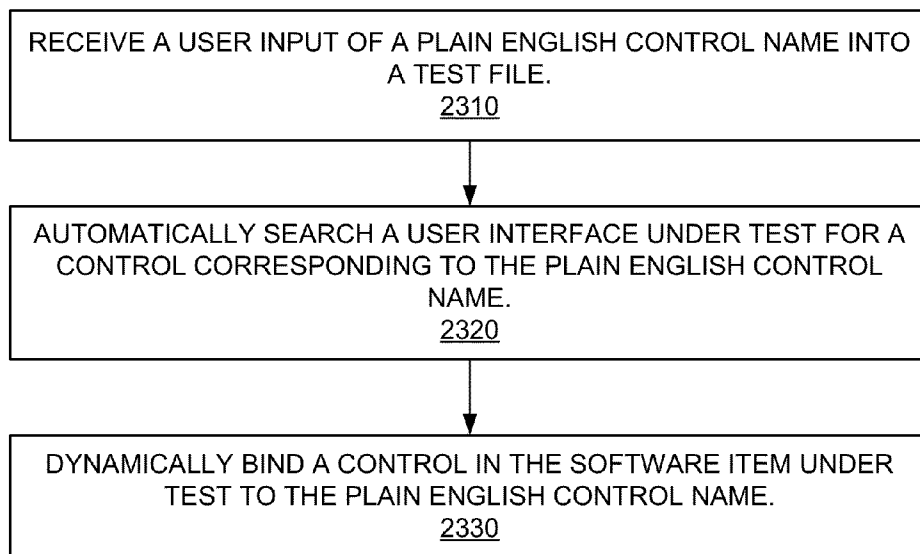 RECEIVE A USER INPUT OF A PLAIN ENGLISH CONTROL NAME INTO
A TEST FILE.
2310
AUTOMATICALLY SEARCH A USER INTERFACE UNDER TEST FOR A
CONTROL CORRESPONDING TO THE PLAIN ENGLISH CONTROL
NAME.
2320
DYNAMICALLY BIND A CONTROL IN THE SOFTWARE ITEM UNDER
TEST TO THE PLAIN ENGLISH CONTROL NAME.
2330